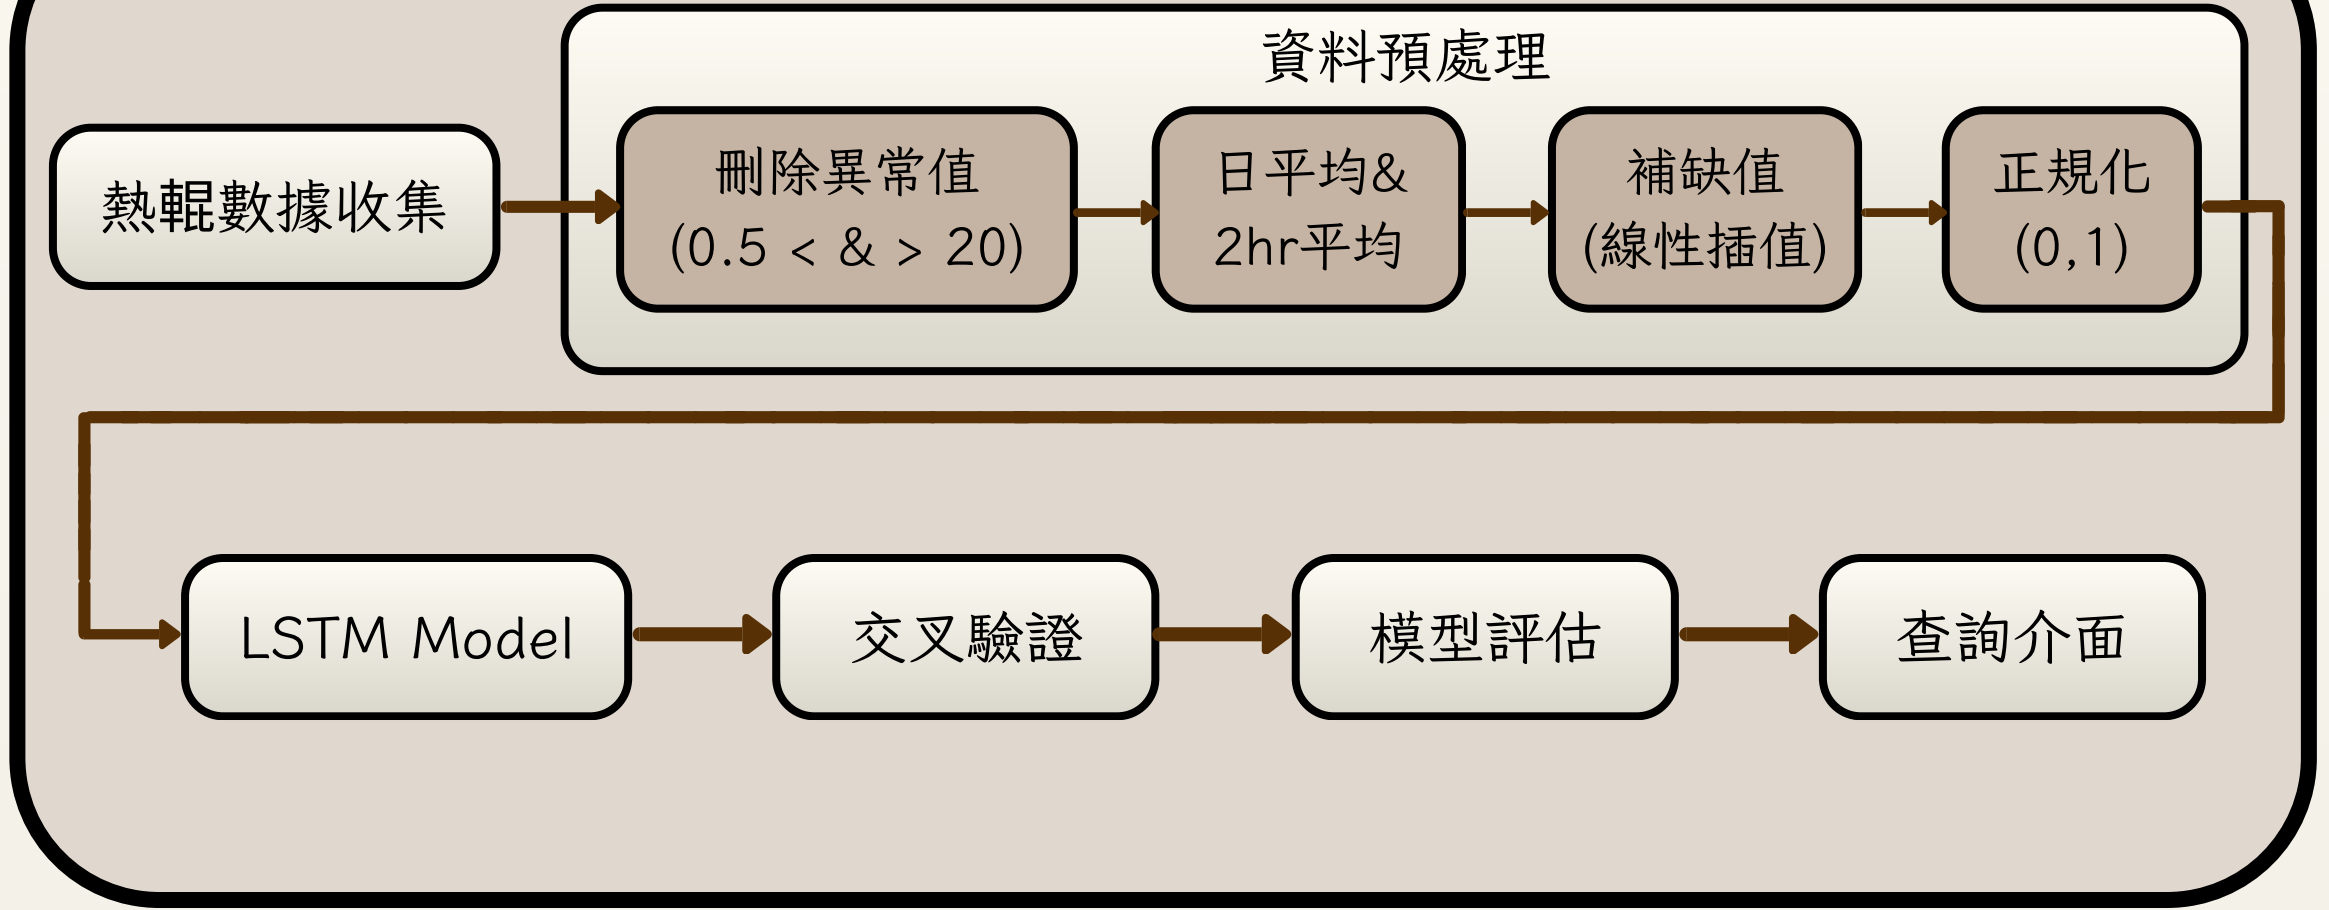 資料預處理
熱輥數據收集
刪除異常值
(0.5 < & > 20)
日平均&
2hr平均
補缺值
(線性插值)
正規化
(0,1)
LSTM Model
交叉驗證
模型評估
查詢介面